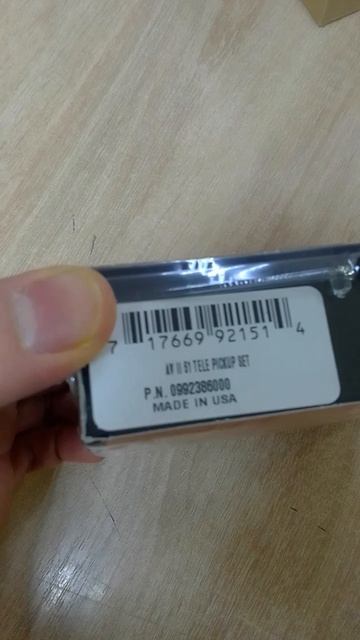 7 17669 92151 4
AV II 51 TELE PICKUP SET
P.N. 0992386000
MADE IN USA